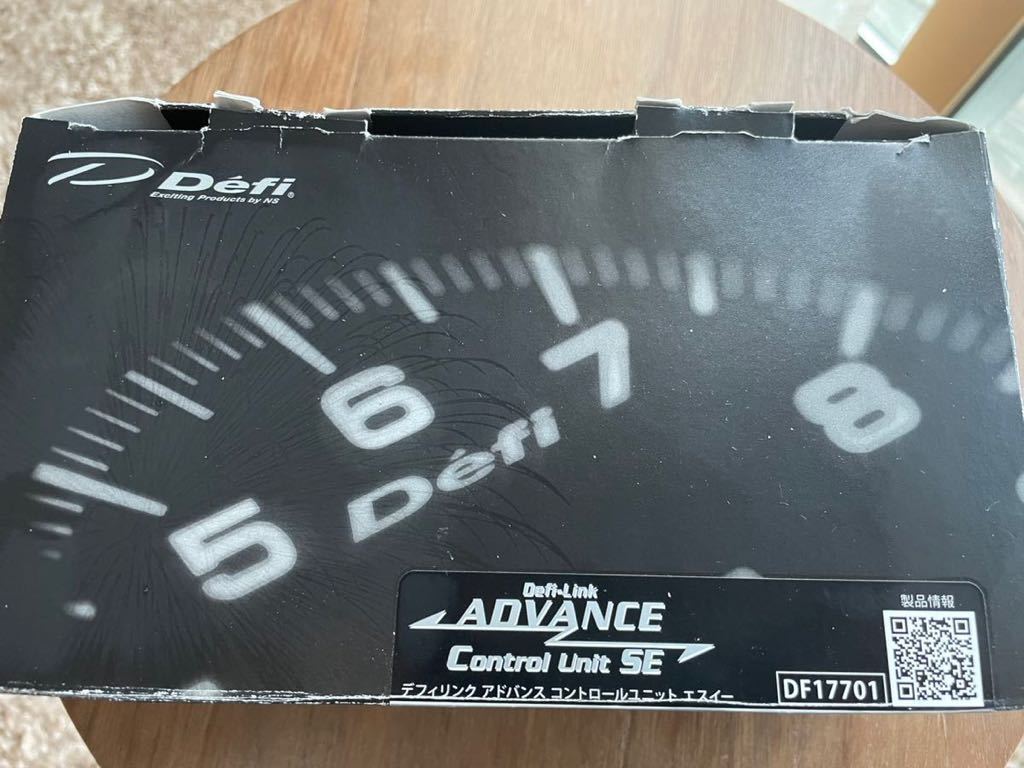 Défi®
Exciting Products by NS
5 6 7 8
Défi
Defi-Link
ADVANCE
Control Unit SE
デフィリンク アドバンス コントロールユニット エスイー
DF17701
製品情報